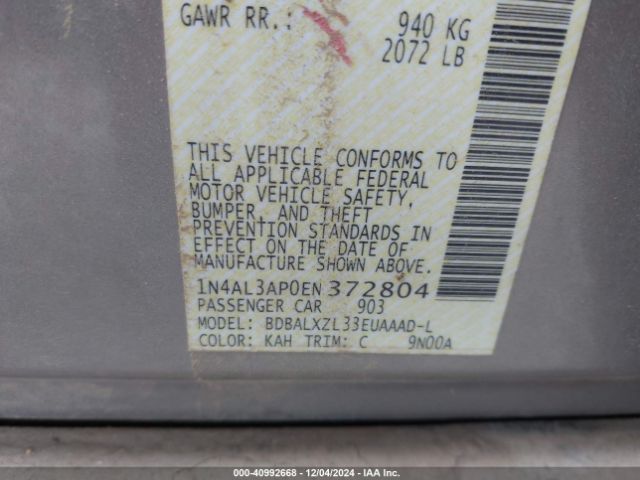 GAWR RR.: 940 KG
2072 LB
THIS VEHICLE CONFORMS TO
ALL APPLICABLE FEDERAL
MOTOR VEHICLE SAFETY,
BUMPER, AND THEFT
PREVENTION STANDARDS IN
EFFECT ON THE DATE OF
MANUFACTURE SHOWN ABOVE.
1N4AL3AP0EN372804
PASSENGER CAR 903
MODEL: BDBALXZL33EUAAAD-L
COLOR: KAH TRIM: C 9N00A
000-40992668 - 12/04/2024 - IAA Inc.